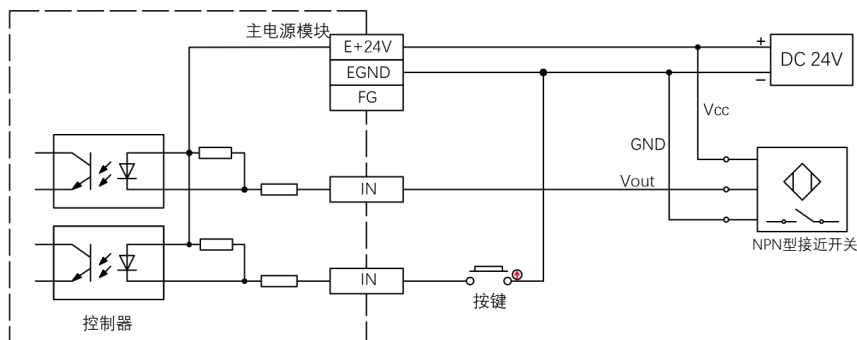 主电源模块
E+24V
EGND
FG
+
−
DC 24V
Vcc
GND
IN
Vout
NPN型接近开关
IN
按键
控制器